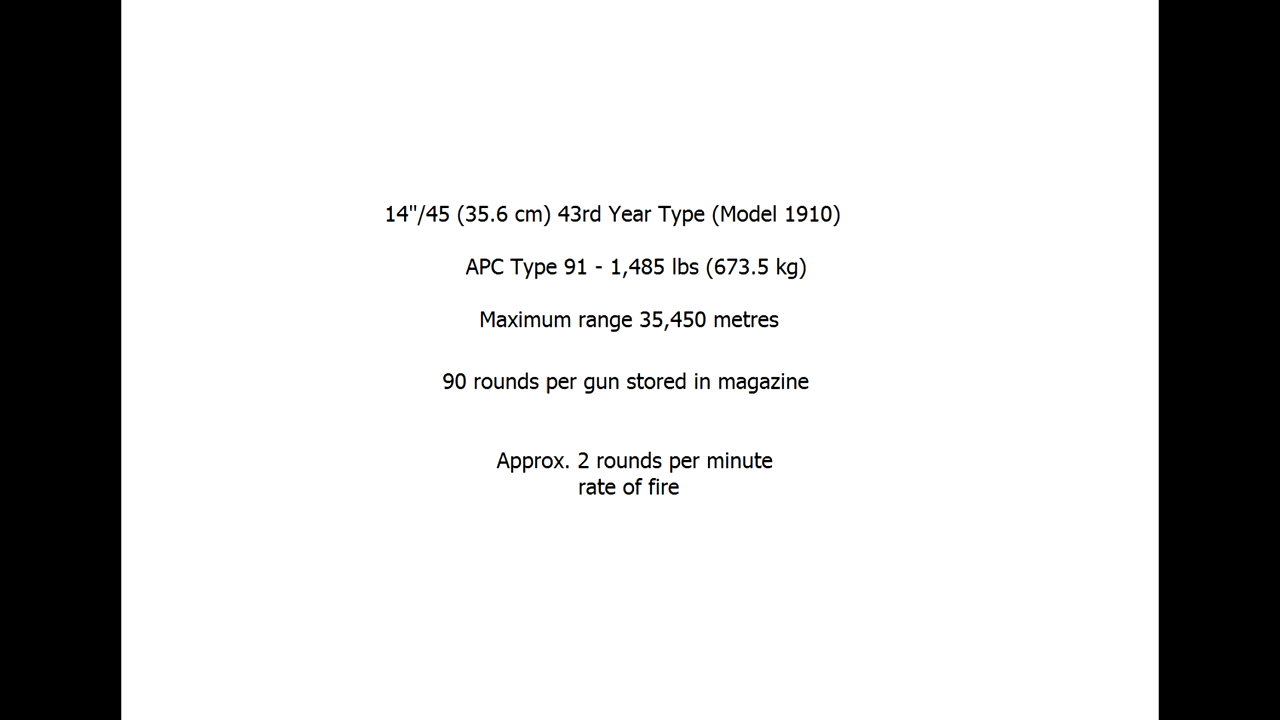 14"/45 (35.6 cm) 43rd Year Type (Model 1910)
APC Type 91 - 1,485 lbs (673.5 kg)
Maximum range 35,450 metres
90 rounds per gun stored in magazine
Approx. 2 rounds per minute
rate of fire